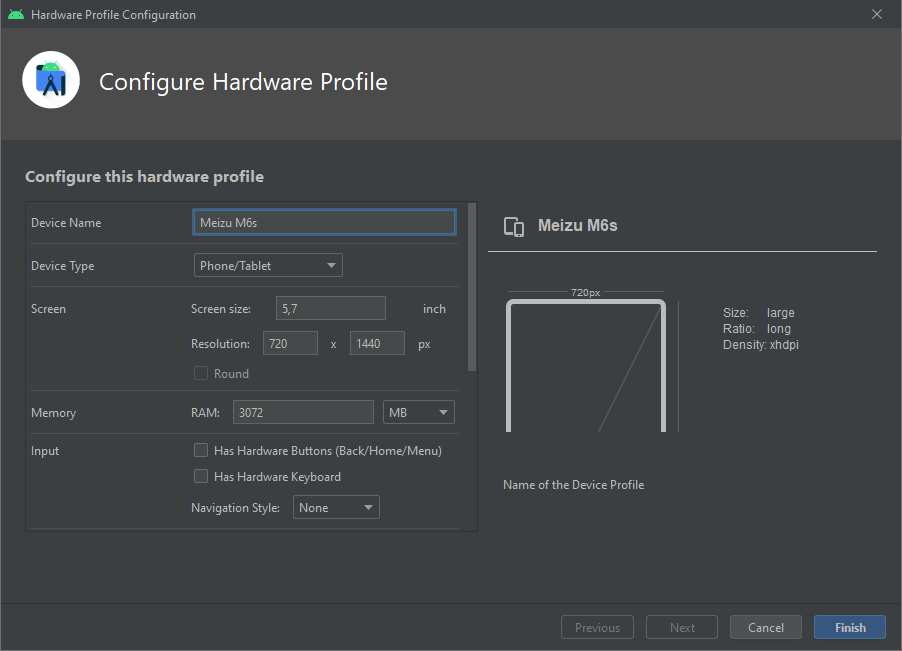 Hardware Profile Configuration
Configure Hardware Profile
Configure this hardware profile
Device Name
Meizu M6s
Device Type
Phone/Tablet
Screen
Screen size:
5,7
inch
Resolution:
720
x
1440
px
Round
Memory
RAM:
3072
MB
Input
Has Hardware Buttons (Back/Home/Menu)
Has Hardware Keyboard
Navigation Style:
None
Meizu M6s
720px
Size: large
Ratio: long
Density: xhdpi
Name of the Device Profile
Previous
Next
Cancel
Finish